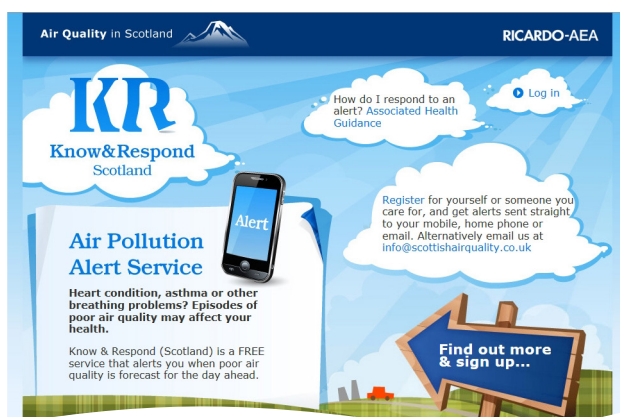 Air Quality in Scotland
RICARDO-AEA
KR
Know&Respond
Scotland
How do I respond to an
alert? Associated Health
Guidance
Log in
Register for yourself or someone you
care for, and get alerts sent straight
to your mobile, home phone or
email. Alternatively email us at
info@scottishairquality.co.uk
Alert
Air Pollution
Alert Service
Heart condition, asthma or other
breathing problems? Episodes of
poor air quality may affect your
health.
Know & Respond (Scotland) is a FREE
service that alerts you when poor air
quality is forecast for the day ahead.
Find out more
& sign up...